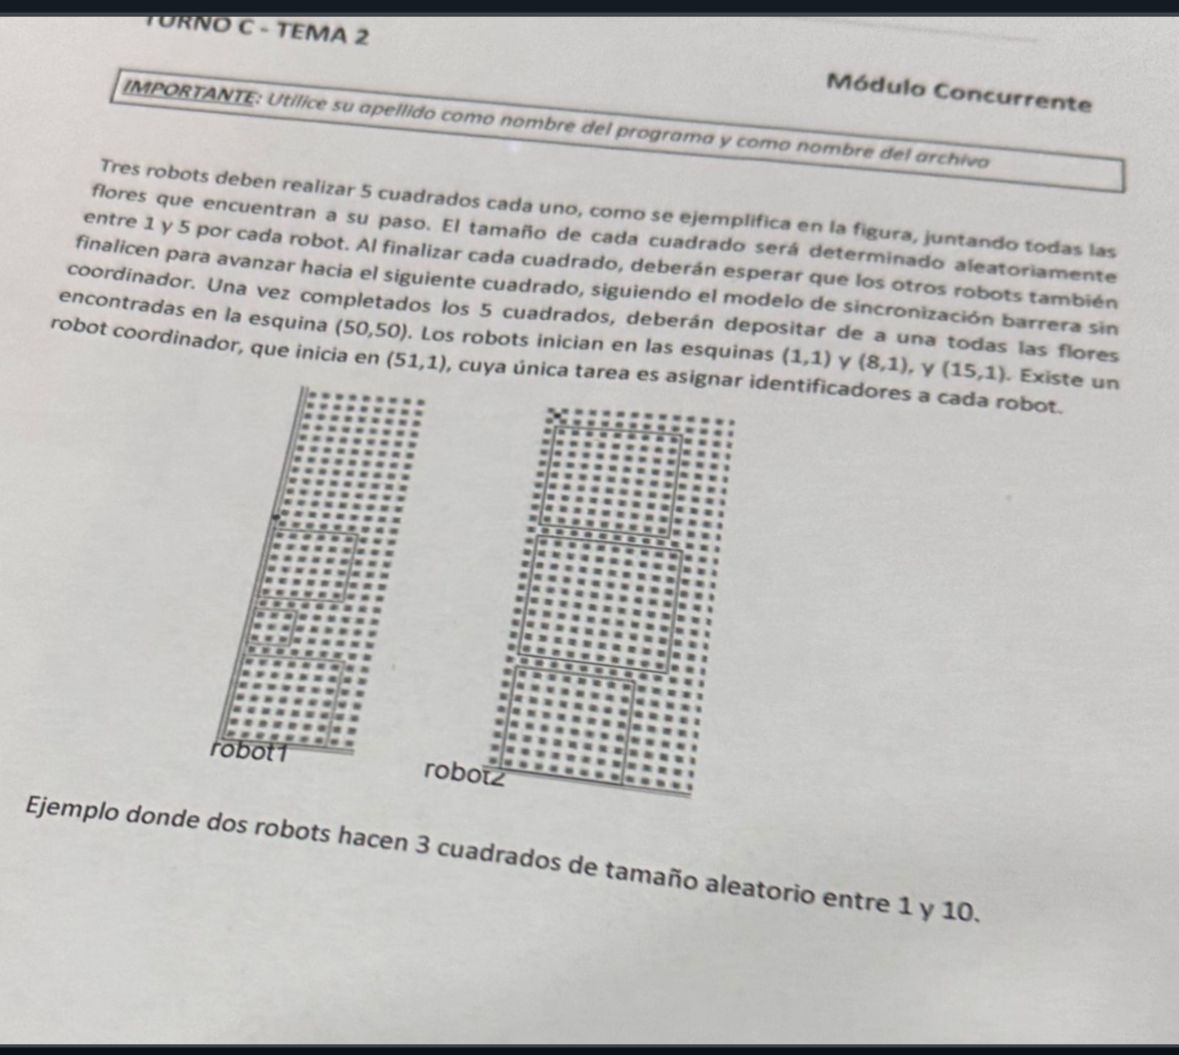 TURNO C - TEMA 2
Módulo Concurrente
IMPORTANTE: Utilice su apellido como nombre del programa y como nombre del archivo
Tres robots deben realizar 5 cuadrados cada uno, como se ejemplifica en la figura, juntando todas las
flores que encuentran a su paso. El tamaño de cada cuadrado será determinado aleatoriamente
entre 1 y 5 por cada robot. Al finalizar cada cuadrado, deberán esperar que los otros robots también
finalicen para avanzar hacia el siguiente cuadrado, siguiendo el modelo de sincronización barrera sin
coordinador. Una vez completados los 5 cuadrados, deberán depositar de a una todas las flores
encontradas en la esquina (50,50). Los robots inician en las esquinas (1,1) y (8,1), y (15,1). Existe un
robot coordinador, que inicia en (51,1), cuya única tarea es asignar identificadores a cada robot.
robot1
robot2
Ejemplo donde dos robots hacen 3 cuadrados de tamaño aleatorio entre 1 y 10.